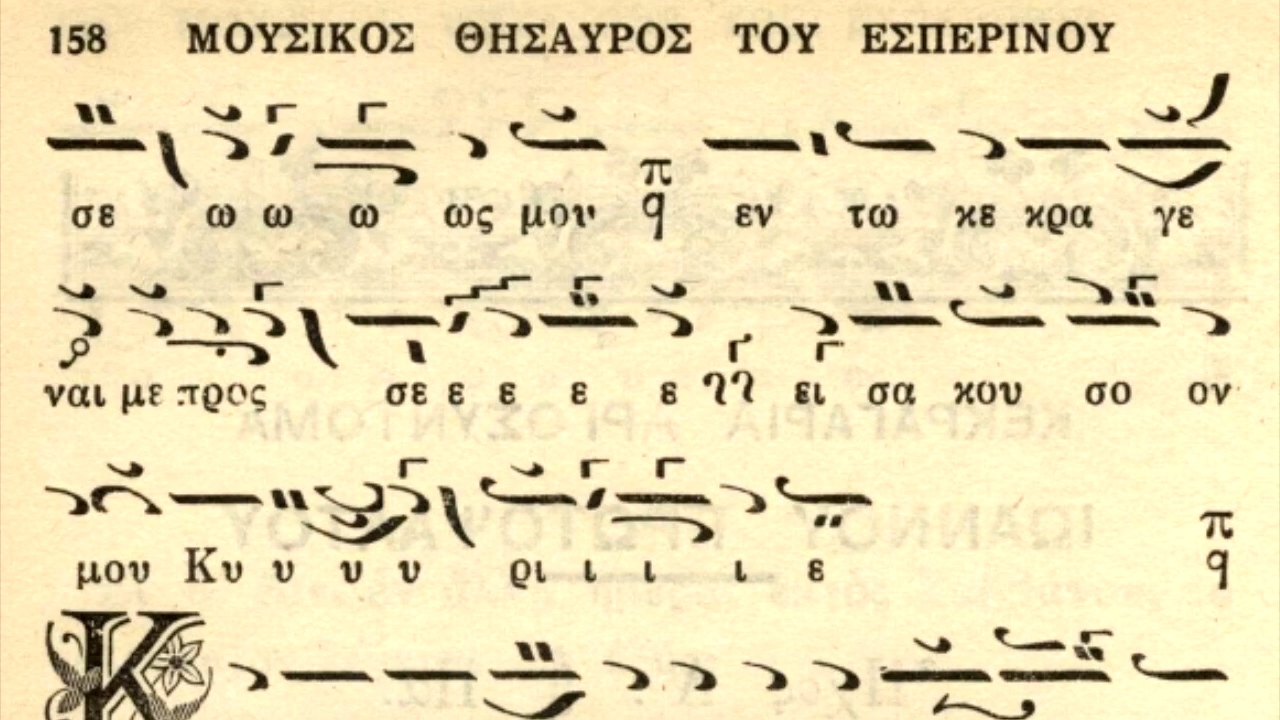 158 ΜΟΥΣΙΚΟΣ ΘΗΣΑΥΡΟΣ ΤΟΥ ΕΣΠΕΡΙΝΟΥ
σε ω ω ω ως μου π q εν τω κε κρα γε
ναι με προς σε ε ε ε ε ει σα κου σο ον
μου Κυ υ υ υ ρι ι ι ι ε π q
Κ